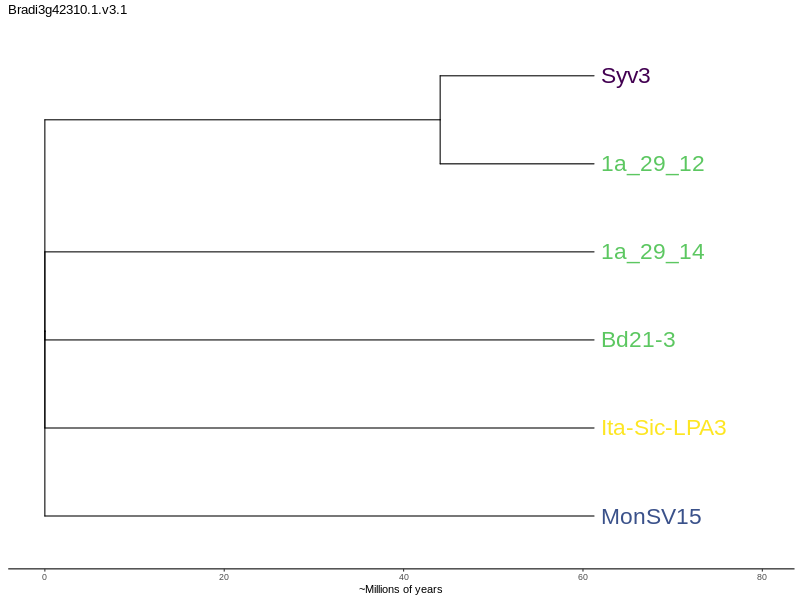 Bradi3g42310.1.v3.1
Syv3
1a_29_12
1a_29_14
Bd21-3
Ita-Sic-LPA3
MonSV15
0 20 40 60 80
~Millions of years